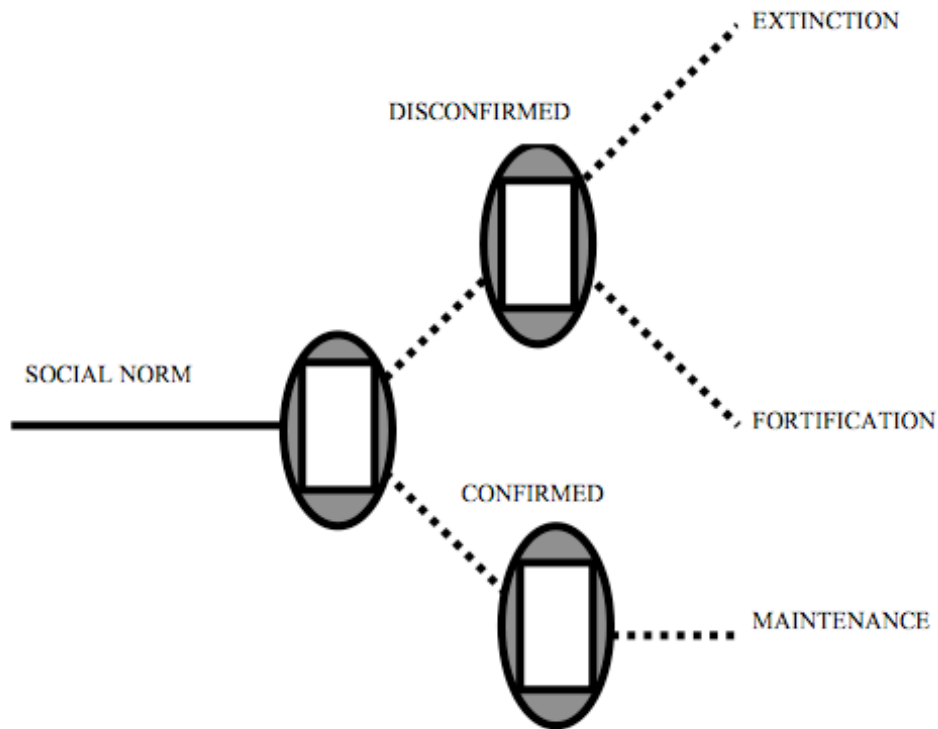 EXTINCTION
DISCONFIRMED
SOCIAL NORM
FORTIFICATION
CONFIRMED
MAINTENANCE